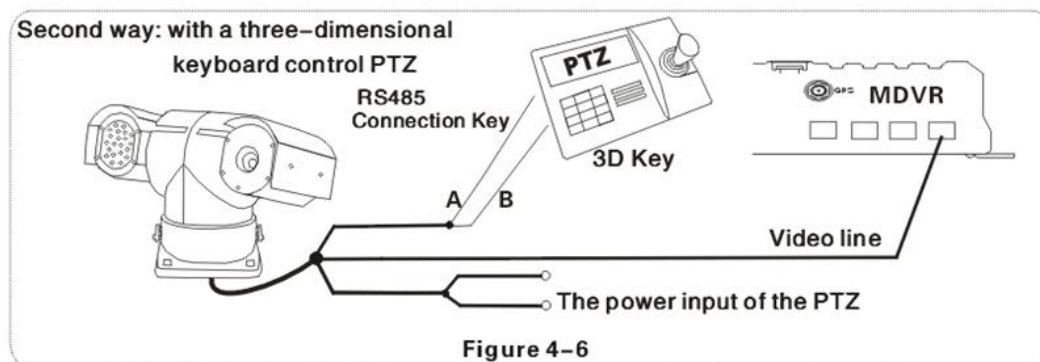 Second way: with a three-dimensional
keyboard control PTZ
RS485
Connection Key
PTZ
3D Key
GPS
MDVR
A
B
Video line
The power input of the PTZ
Figure 4-6